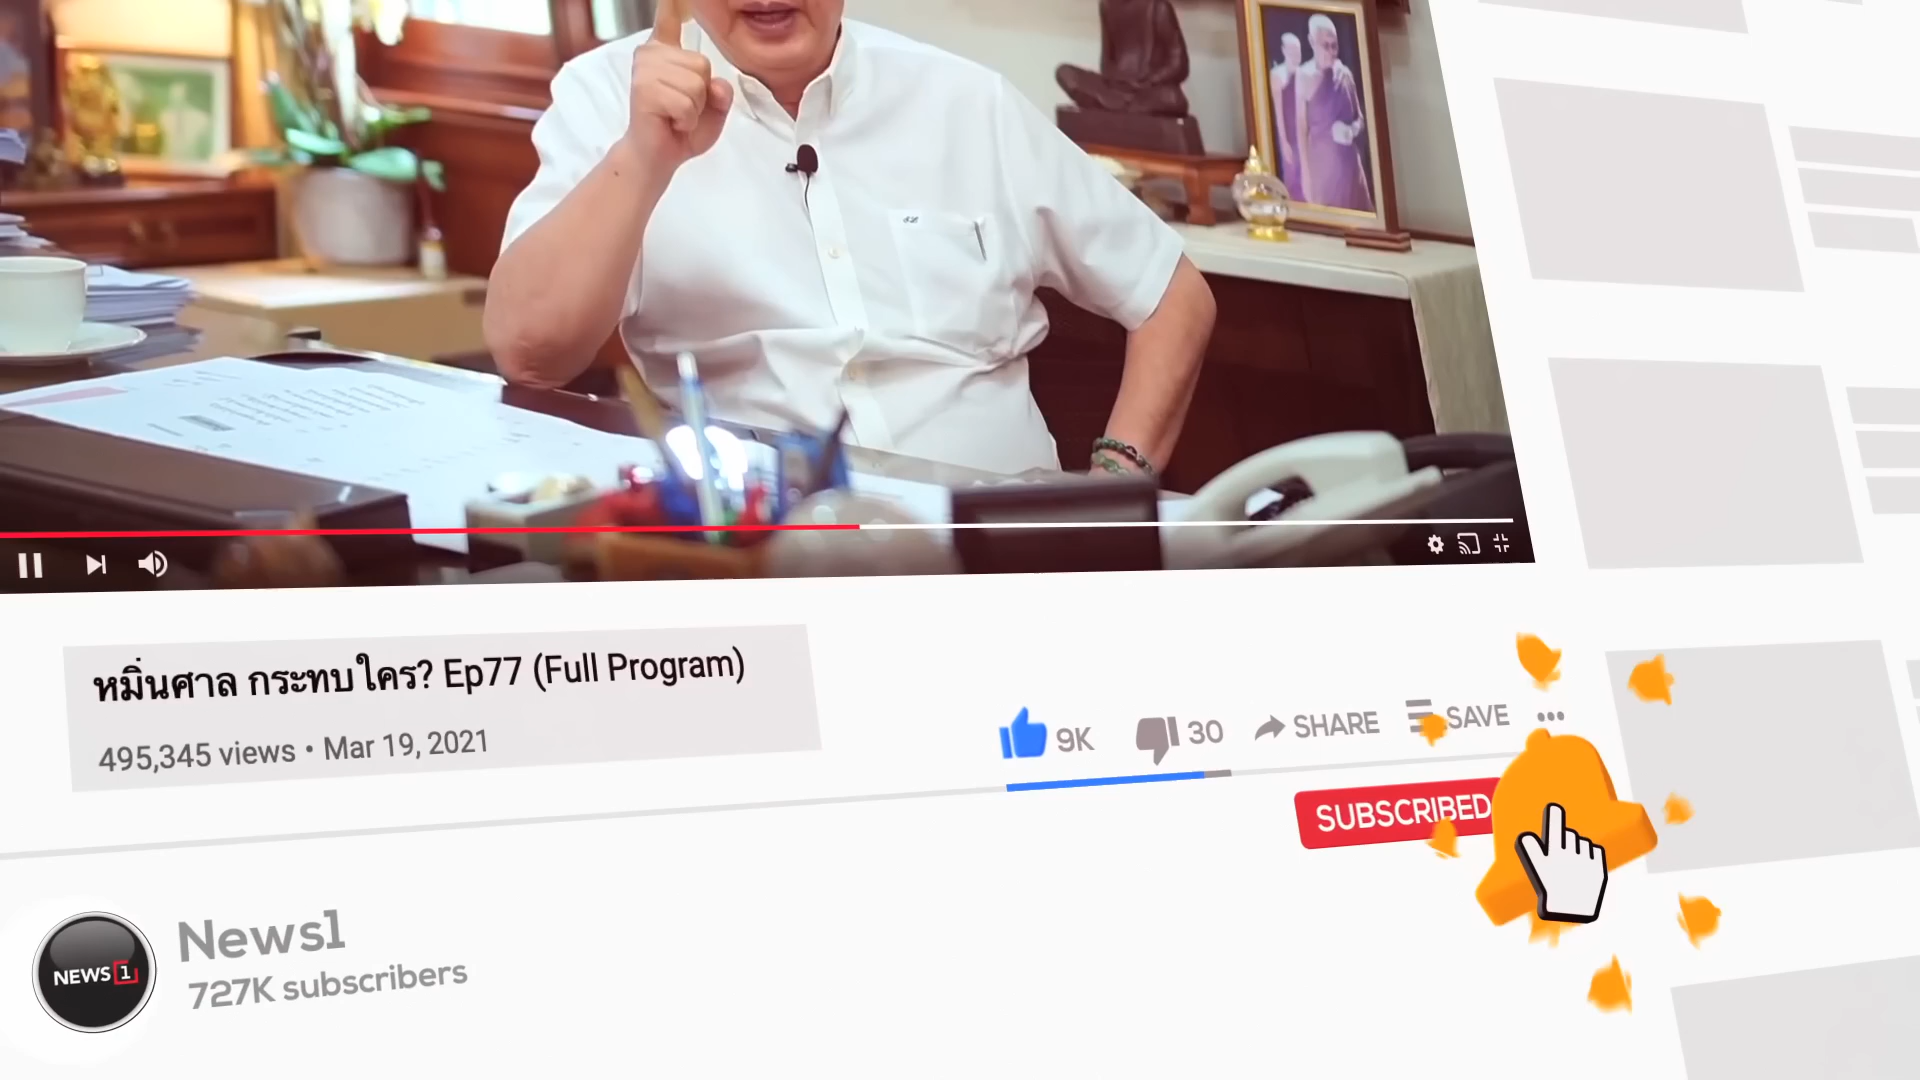 หมิ่นศาล กระทบใคร? Ep77 (Full Program)
495,345 views • Mar 19, 2021
9K
30
SHARE
SAVE
SUBSCRIBED
NEWS 1
News1
727K subscribers